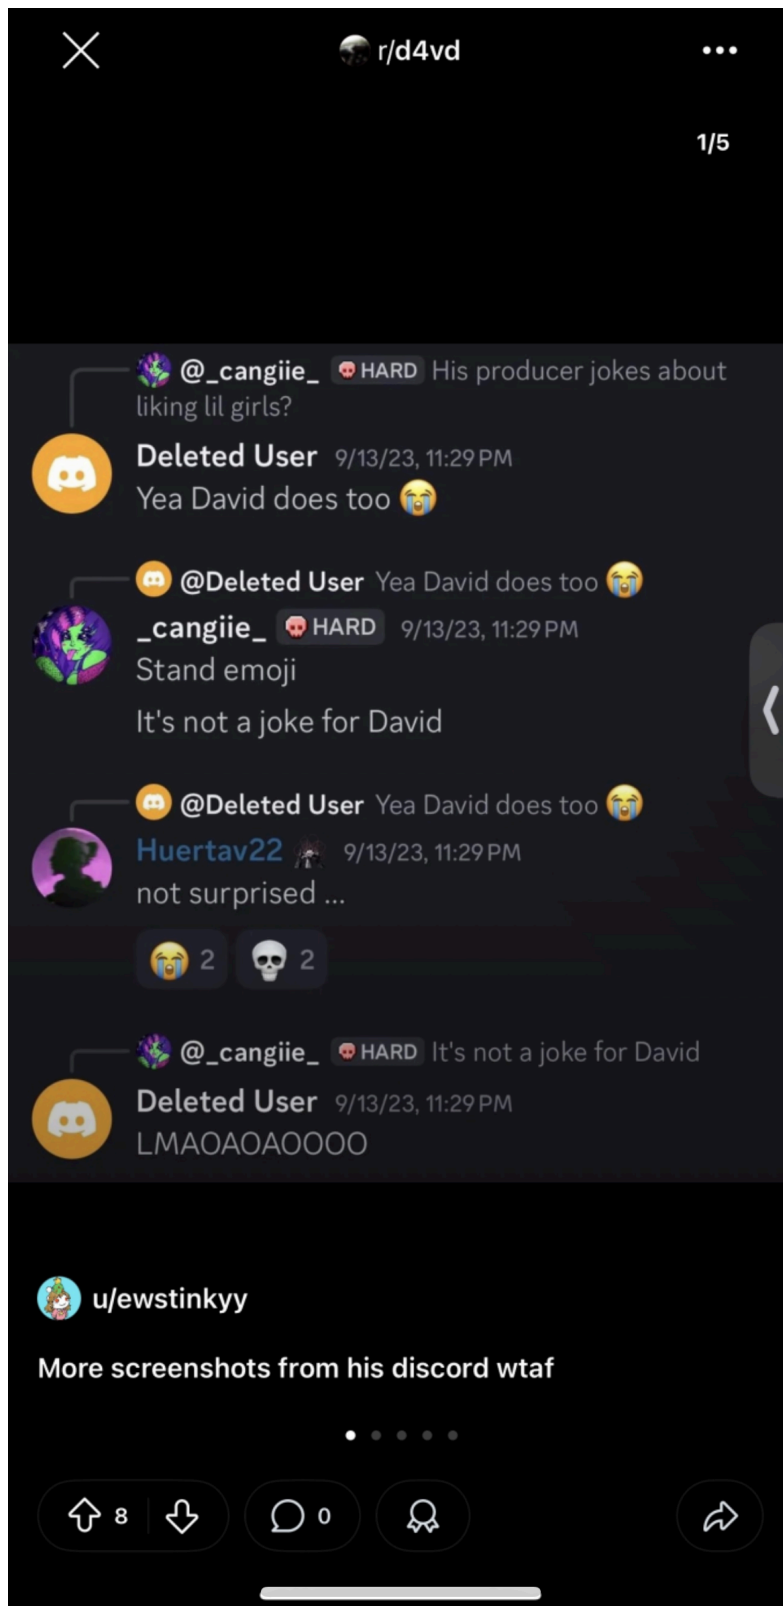 r/d4vd
1/5
@_cangiie_ HARD His producer jokes about
liking lil girls?
Deleted User 9/13/23, 11:29 PM
Yea David does too 😭
@Deleted User Yea David does too 😭
_cangiie_ HARD 9/13/23, 11:29 PM
Stand emoji
It's not a joke for David
@Deleted User Yea David does too 😭
Huertav22 9/13/23, 11:29 PM
not surprised ...
😭 2 💀 2
@_cangiie_ HARD It's not a joke for David
Deleted User 9/13/23, 11:29 PM
LMAOAOAOOOO
u/ewstinkyy
More screenshots from his discord wtaf
8 0